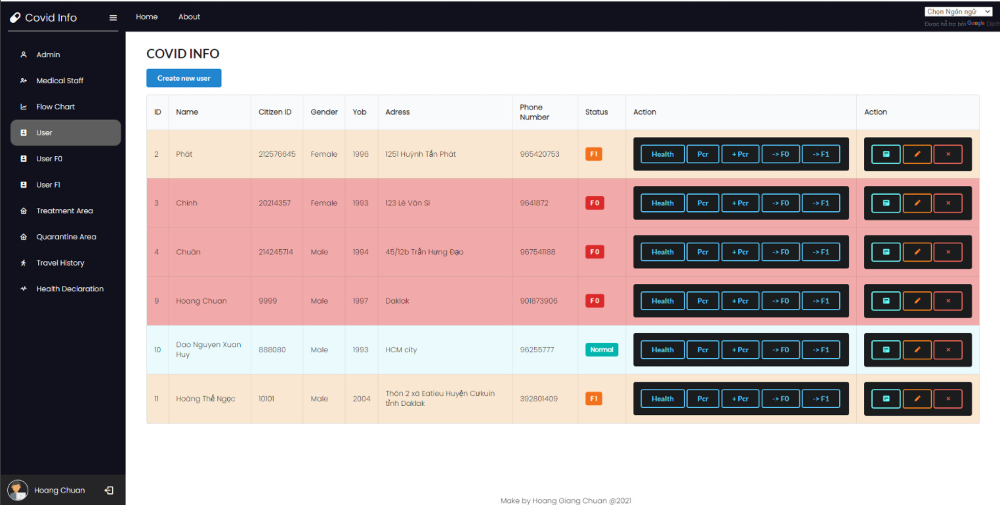 Covid Info
Home About
Chọn Ngôn ngữ
Được hỗ trợ bởi Google Dịch
Admin
Medical Staff
Flow Chart
User
User F0
User F1
Treatment Area
Quarantine Area
Travel History
Health Declaration
Hoang Chuan
COVID INFO
Create new user
ID Name Citizen ID Gender Yob Adress Phone Number Status Action Action
2 Phát 212576645 Female 1996 1251 Huỳnh Tấn Phát 965420753 F1 Health Pcr + Pcr -> F0 -> F1 ×
3 Chính 20214357 Female 1993 123 Lê Văn Sĩ 9641872 F0 Health Pcr + Pcr -> F0 -> F1 ×
4 Chuẩn 214245714 Male 1994 45/12b Trần Hưng Đạo 967541188 F0 Health Pcr + Pcr -> F0 -> F1 ×
9 Hoang Chuan 9999 Male 1997 Daklak 901873906 F0 Health Pcr + Pcr -> F0 -> F1 ×
10 Dao Nguyen Xuan Huy 888080 Male 1993 HCM city 96255777 Normal Health Pcr + Pcr -> F0 -> F1 ×
11 Hoàng Thế Ngọc 10101 Male 2004 Thôn 2 xã Eatieu Huyện Cưkuin tỉnh Daklak 392801409 F1 Health Pcr + Pcr -> F0 -> F1 ×
Make by Hoang Giang Chuan @2021